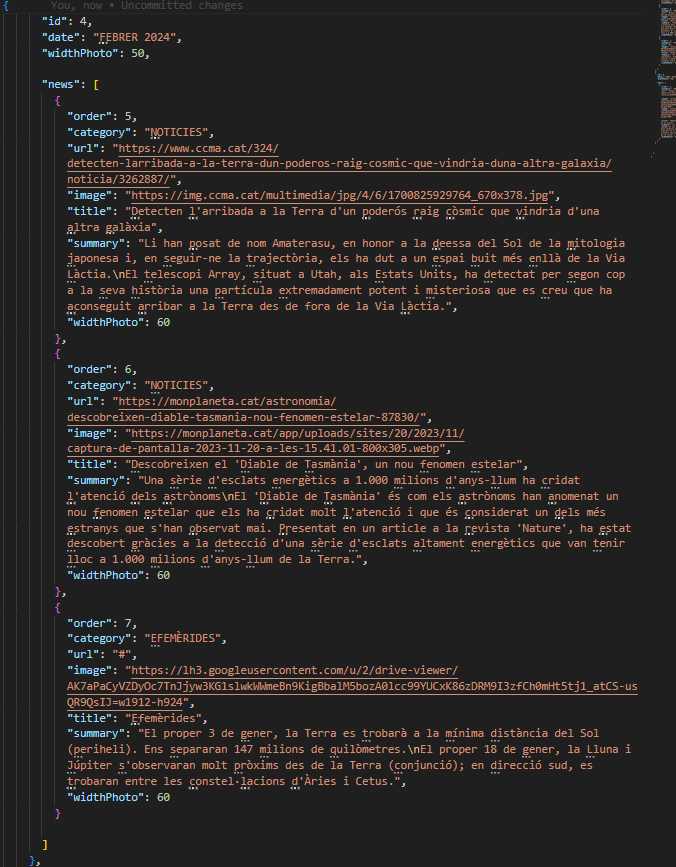 { You, now • Uncommitted changes
"id": 4,
"date": "FEBRER 2024",
"widthPhoto": 50,
"news": [
{
"order": 5,
"category": "NOTICIES",
"url": "https://www.ccma.cat/324/
detecten-larribada-a-la-terra-dun-poderos-raig-cosmic-que-vindria-duna-altra-galaxia/
noticia/3262887/",
"image": "https://img.ccma.cat/multimedia/jpg/4/6/1700825929764_670x378.jpg",
"title": "Detecten l'arribada a la Terra d'un poderós raig còsmic que vindria d'una
altra galàxia",
"summary": "Li han posat de nom Amaterasu, en honor a la deessa del Sol de la mitologia
japonesa i, en seguir-ne la trajectòria, els ha dut a un espai buit més enllà de la Via
Làctia.\nEl telescopi Array, situat a Utah, als Estats Units, ha detectat per segon cop
a la seva història una partícula extremadament potent i misteriosa que es creu que ha
aconseguit arribar a la Terra des de fora de la Via Làctia.",
"widthPhoto": 60
},
{
"order": 6,
"category": "NOTICIES",
"url": "https://monplaneta.cat/astronomia/
descobreixen-diable-tasmania-nou-fenomen-estelar-87830/",
"image": "https://monplaneta.cat/app/uploads/sites/20/2023/11/
captura-de-pantalla-2023-11-20-a-les-15.41.01-800x305.webp",
"title": "Descobreixen el 'Diable de Tasmània', un nou fenomen estelar",
"summary": "Una sèrie d'esclats energètics a 1.000 milions d'anys-llum ha cridat
l'atenció dels astrònoms\nEl 'Diable de Tasmània' és com els astrònoms han anomenat un
nou fenomen estelar que els ha cridat molt l'atenció i que és considerat un dels més
estranys que s'han observat mai. Presentat en un article a la revista 'Nature', ha estat
descobert gràcies a la detecció d'una sèrie d'esclats altament energètics que van tenir
lloc a 1.000 milions d'anys-llum de la Terra.",
"widthPhoto": 60
},
{
"order": 7,
"category": "EFEMÈRIDES",
"url": "#",
"image": "https://lh3.googleusercontent.com/u/2/drive-viewer/
AK7aPaCyVZDyOc7TnJjyw3KG1s1wkWWmeBn9KigBbalM5bozA01cc99YUCxK86zDRM9I3zfCh0mHt5tj1_atCS-us
QR9QsIJ=w1912-h924",
"title": "Efemèrides",
"summary": "El proper 3 de gener, la Terra es trobarà a la mínima distància del Sol
(periheli). Ens separaran 147 milions de quilòmetres.\nEl proper 18 de gener, la Lluna i
Júpiter s'observaran molt pròxims des de la Terra (conjunció); en direcció sud, es
trobaran entre les constel·lacions d'Àries i Cetus.",
"widthPhoto": 60
}
]
},